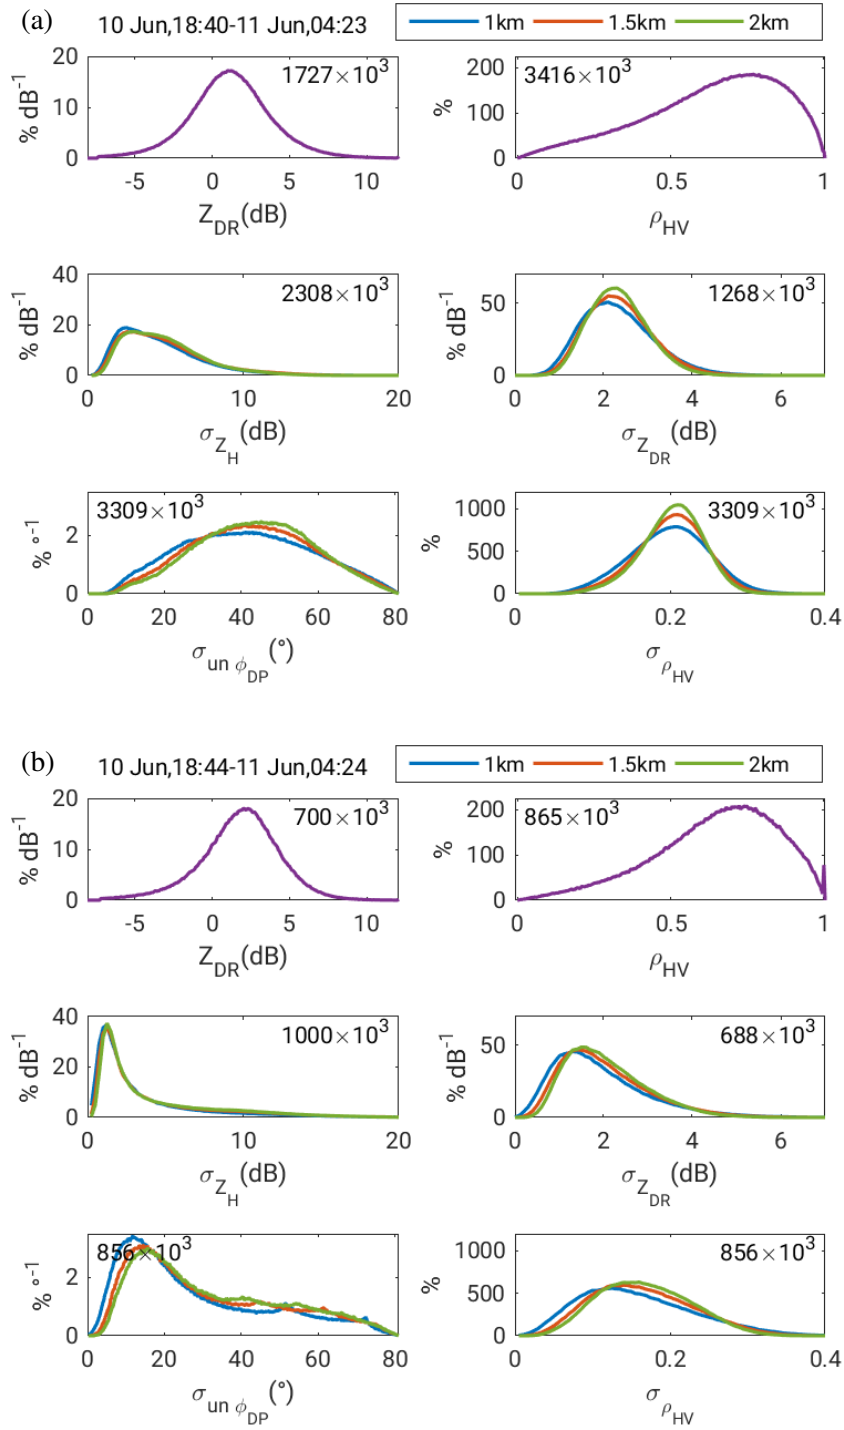 (a)
10 Jun,18:40-11 Jun,04:23
1km 1.5km 2km
20
10
0
% dB⁻¹
1727×10³
-5 0 5 10
Z_DR(dB)
200
100
0
%
3416×10³
0 0.5 1
ρ_HV
40
20
0
% dB⁻¹
2308×10³
0 10 20
σ_Z_H(dB)
50
0
% dB⁻¹
1268×10³
0 2 4 6
σ_Z_DR(dB)
2
0
% °⁻¹
3309×10³
0 20 40 60 80
σ_un ϕ_DP(°)
1000
500
0
%
3309×10³
0 0.2 0.4
σ_ρ_HV
(b)
10 Jun,18:44-11 Jun,04:24
1km 1.5km 2km
20
10
0
% dB⁻¹
700×10³
-5 0 5 10
Z_DR(dB)
200
100
0
%
865×10³
0 0.5 1
ρ_HV
40
20
0
% dB⁻¹
1000×10³
0 10 20
σ_Z_H(dB)
50
0
% dB⁻¹
688×10³
0 2 4 6
σ_Z_DR(dB)
2
0
% °⁻¹
856×10³
0 20 40 60 80
σ_un ϕ_DP(°)
1000
500
0
%
856×10³
0 0.2 0.4
σ_ρ_HV